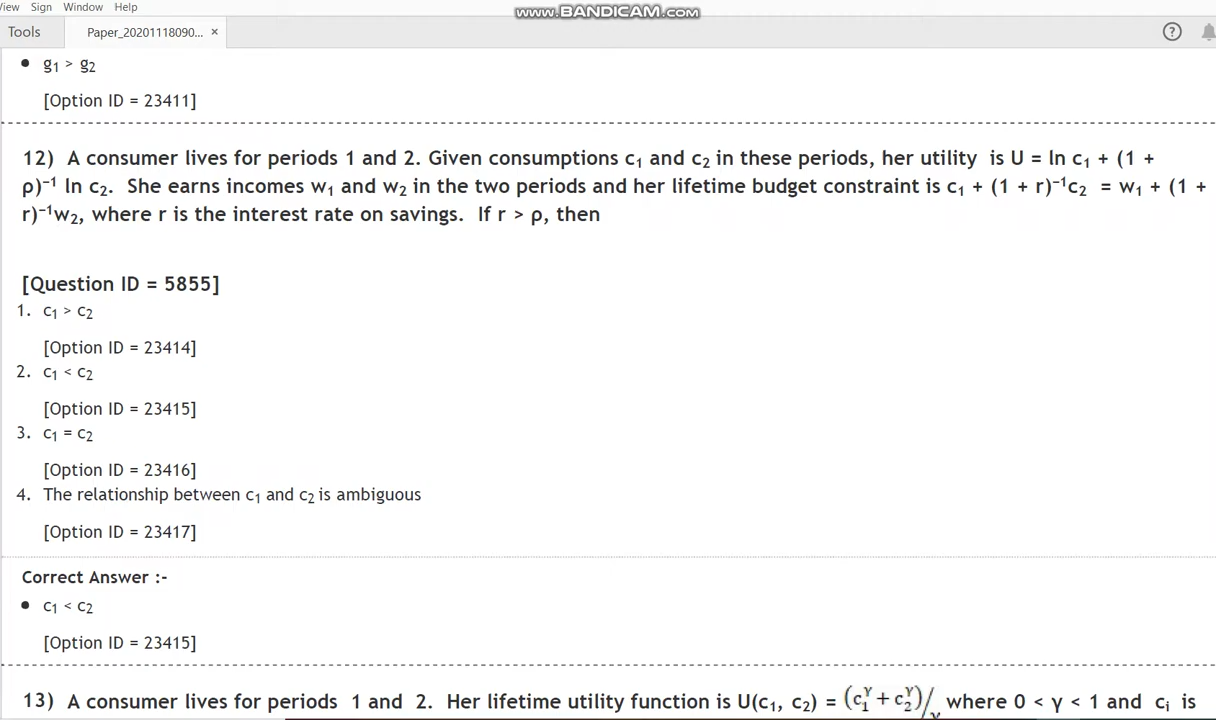 View Sign Window Help
www.BANDICAM.com
Tools Paper_20201118090... ×
• g₁ > g₂
[Option ID = 23411]
12) A consumer lives for periods 1 and 2. Given consumptions c₁ and c₂ in these periods, her utility is U = ln c₁ + (1 +
ρ)⁻¹ ln c₂. She earns incomes w₁ and w₂ in the two periods and her lifetime budget constraint is c₁ + (1 + r)⁻¹c₂ = w₁ + (1 +
r)⁻¹w₂, where r is the interest rate on savings. If r > ρ, then
[Question ID = 5855]
1. c₁ > c₂
[Option ID = 23414]
2. c₁ < c₂
[Option ID = 23415]
3. c₁ = c₂
[Option ID = 23416]
4. The relationship between c₁ and c₂ is ambiguous
[Option ID = 23417]
Correct Answer :-
• c₁ < c₂
[Option ID = 23415]
13) A consumer lives for periods 1 and 2. Her lifetime utility function is U(c₁, c₂) = (c₁^γ + c₂^γ)/γ where 0 < γ < 1 and cᵢ is